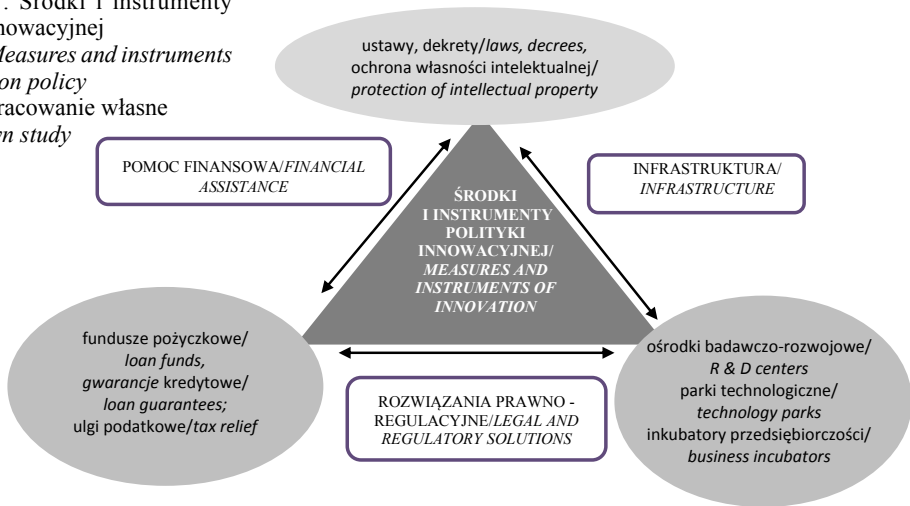 . Środki i instrumenty
nowacyjnej
Measures and instruments
on policy
racowanie własne
vn study
ustawy, dekrety/laws, decrees,
ochrona własności intelektualnej/
protection of intellectual property
POMOC FINANSOWA/FINANCIAL
ASSISTANCE
INFRASTRUKTURA/
INFRASTRUCTURE
ŚRODKI
I INSTRUMENTY
POLITYKI
INNOWACYJNEJ/
MEASURES AND
INSTRUMENTS OF
INNOVATION
fundusze pożyczkowe/
loan funds,
gwarancje kredytowe/
loan guarantees;
ulgi podatkowe/tax relief
ROZWIĄZANIA PRAWNO -
REGULACYJNE/LEGAL AND
REGULATORY SOLUTIONS
ośrodki badawczo-rozwojowe/
R & D centers
parki technologiczne/
technology parks
inkubatory przedsiębiorczości/
business incubators